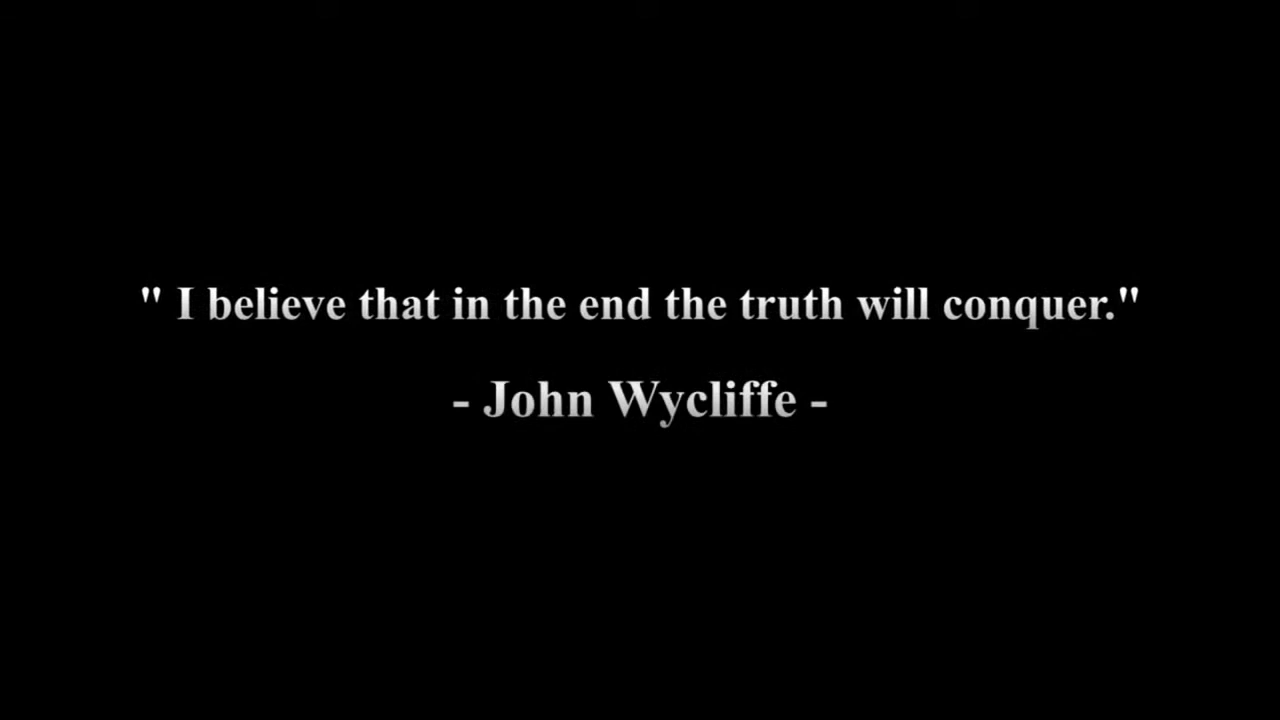 " I believe that in the end the truth will conquer."
- John Wycliffe -